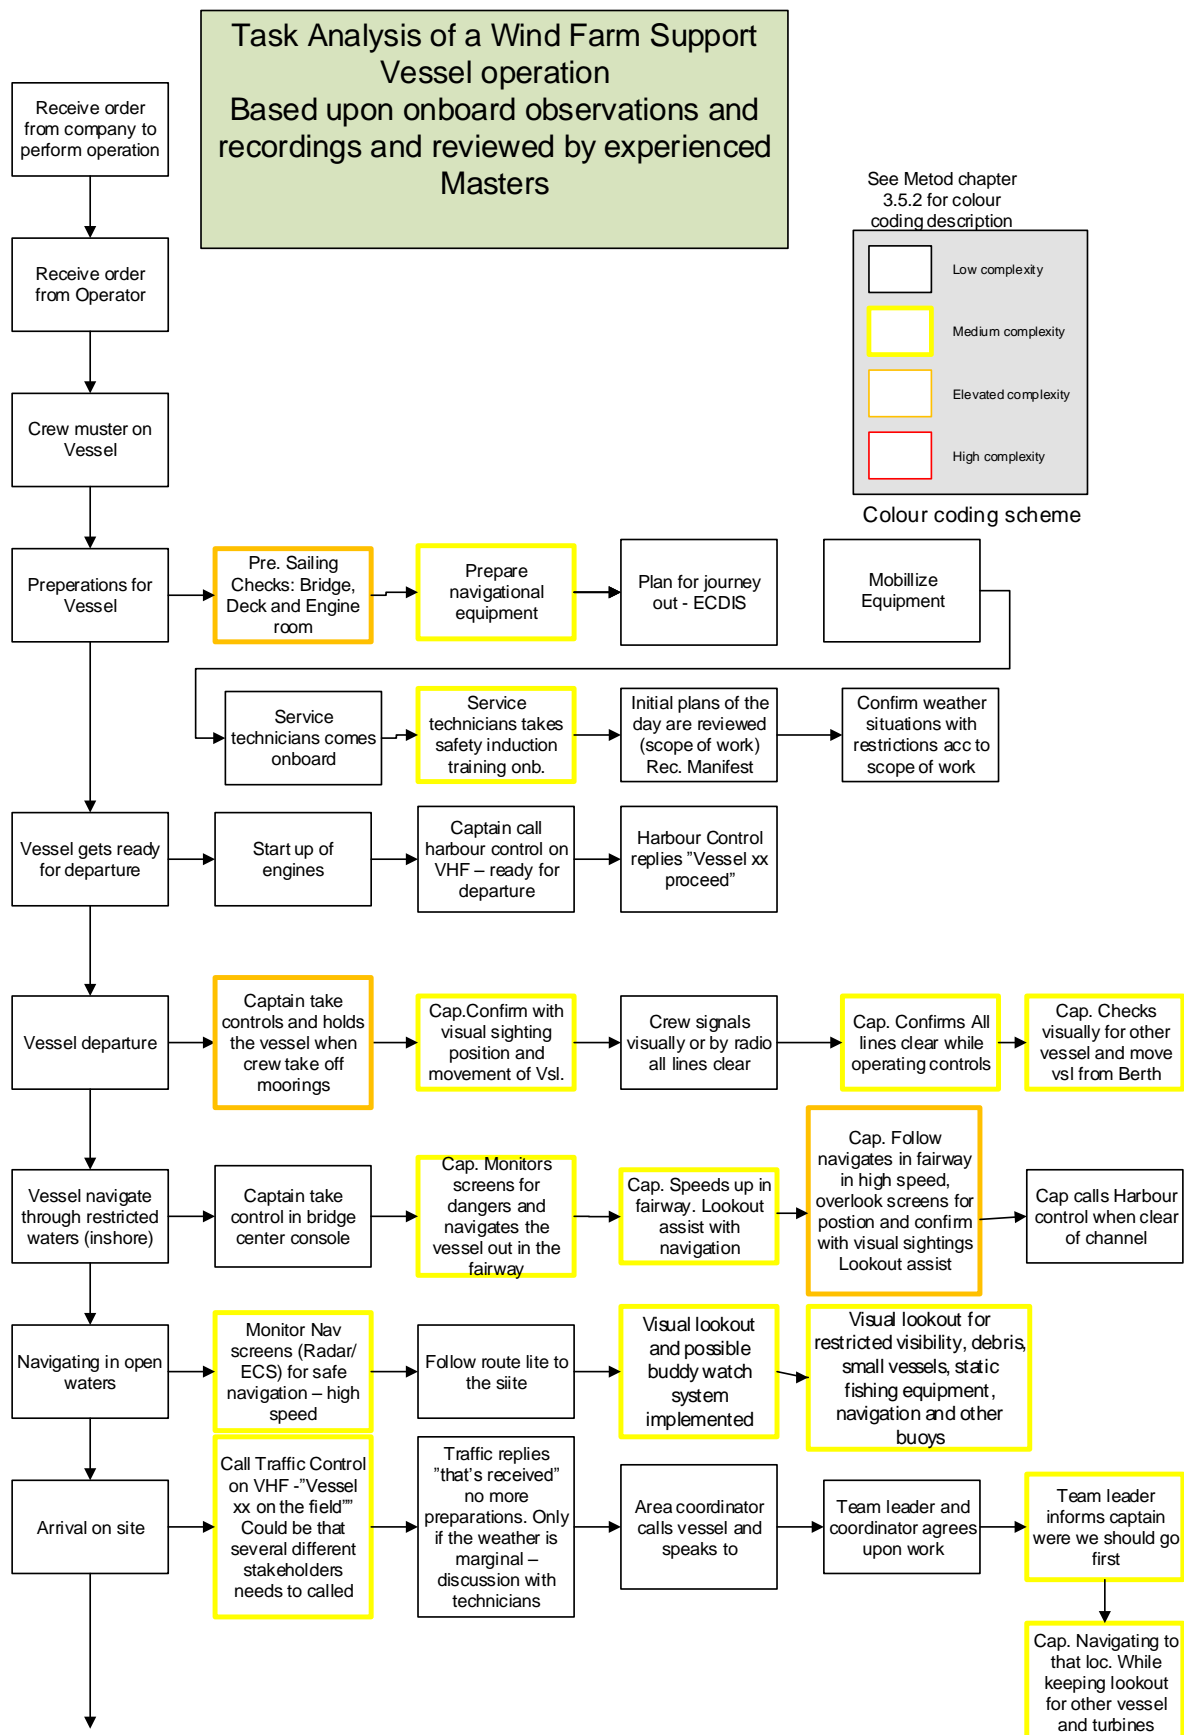 Task Analysis of a Wind Farm Support
Vessel operation
Based upon onboard observations and
recordings and reviewed by experienced
Masters
Receive order
from company to
perform operation
See Metod chapter
3.5.2 for colour
coding description
Low complexity
Medium complexity
Elevated complexity
High complexity
Colour coding scheme
Receive order
from Operator
Crew muster on
Vessel
Preperations for
Vessel
Pre. Sailing
Checks: Bridge,
Deck and Engine
room
Prepare
navigational
equipment
Plan for journey
out - ECDIS
Mobillize
Equipment
Service
technicians comes
onboard
Service
technicians takes
safety induction
training onb.
Initial plans of the
day are reviewed
(scope of work)
Rec. Manifest
Confirm weather
situations with
restrictions acc to
scope of work
Vessel gets ready
for departure
Start up of
engines
Captain call
harbour control on
VHF – ready for
departure
Harbour Control
replies ”Vessel xx
proceed”
Vessel departure
Captain take
controls and holds
the vessel when
crew take off
moorings
Cap.Confirm with
visual sighting
position and
movement of Vsl.
Crew signals
visually or by radio
all lines clear
Cap. Confirms All
lines clear while
operating controls
Cap. Checks
visually for other
vessel and move
vsl from Berth
Vessel navigate
through restricted
waters (inshore)
Captain take
control in bridge
center console
Cap. Monitors
screens for
dangers and
navigates the
vessel out in the
fairway
Cap. Speeds up in
fairway. Lookout
assist with
navigation
Cap. Follow
navigates in fairway
in high speed,
overlook screens for
postion and confirm
with visual sightings
Lookout assist
Cap calls Harbour
control when clear
of channel
Navigating in open
waters
Monitor Nav
screens (Radar/
ECS) for safe
navigation – high
speed
Follow route lite to
the siite
Visual lookout
and possible
buddy watch
system
implemented
Visual lookout for
restricted visibility, debris,
small vessels, static
fishing equipment,
navigation and other
buoys
Arrival on site
Call Traffic Control
on VHF -”Vessel
xx on the field””
Could be that
several different
stakeholders
needs to called
Traffic replies
”that’s received”
no more
preparations. Only
if the weather is
marginal –
discussion with
technicians
Area coordinator
calls vessel and
speaks to
Team leader and
coordinator agrees
upon work
Team leader
informs captain
were we should go
first
Cap. Navigating to
that loc. While
keeping lookout
for other vessel
and turbines